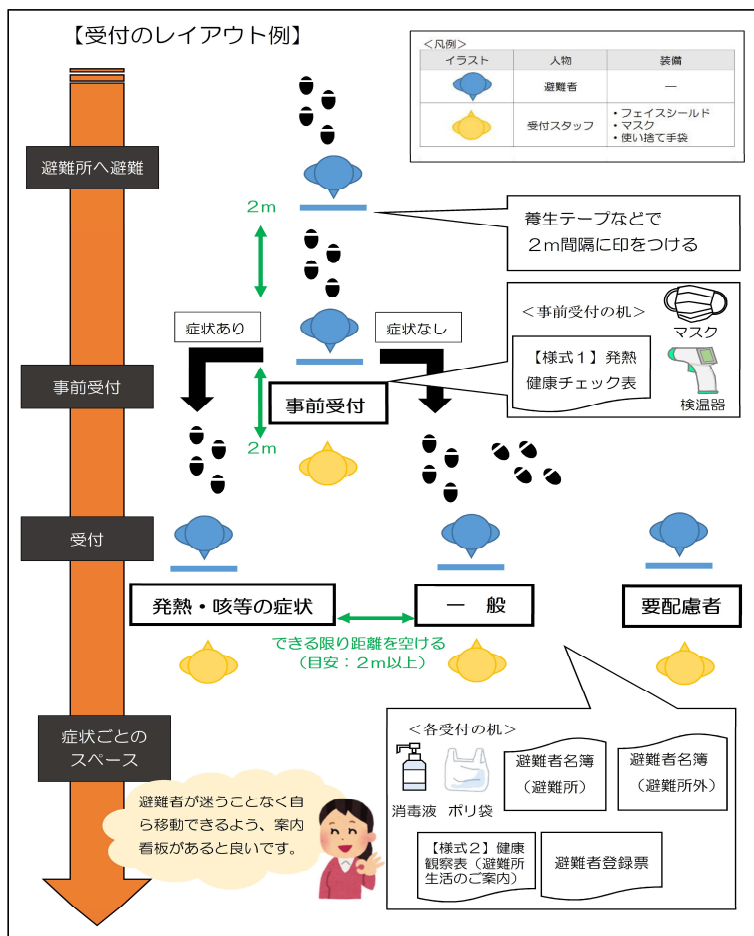 【受付のレイアウト例】
＜凡例＞
イラスト 人物 装備
避難者 ―
受付スタッフ
・フェイスシールド
・マスク
・使い捨て手袋
避難所へ避難
2ｍ
養生テープなどで
２ｍ間隔に印をつける
症状あり
症状なし
＜事前受付の机＞
マスク
【様式１】発熱
健康チェック表
検温器
事前受付
事前受付
2ｍ
受付
発熱・咳等の症状
一　般
要配慮者
できる限り距離を空ける
（目安：２ｍ以上）
症状ごとの
スペース
＜各受付の机＞
消毒液
ポリ袋
避難者名簿
（避難所）
避難者名簿
（避難所外）
【様式２】健康
観察表（避難所
生活のご案内）
避難者登録票
避難者が迷うことなく自
ら移動できるよう、案内
看板があると良いです。